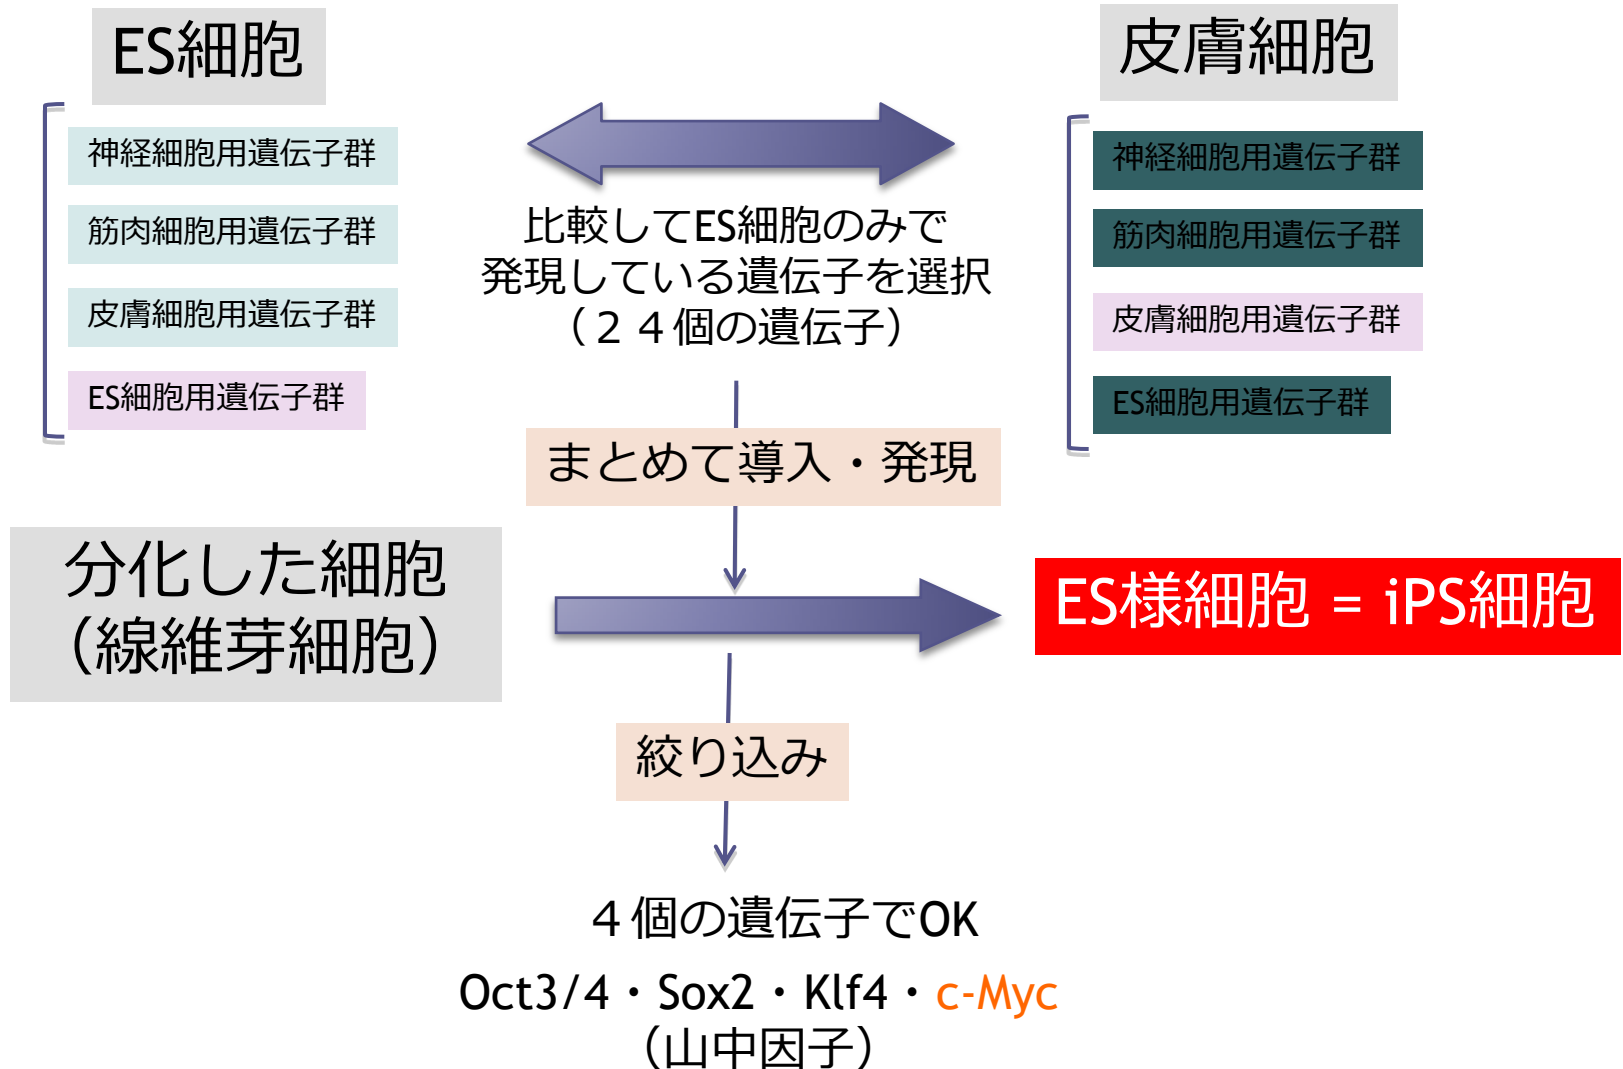 ES細胞
神経細胞用遺伝子群
筋肉細胞用遺伝子群
皮膚細胞用遺伝子群
ES細胞用遺伝子群
比較してES細胞のみで
発現している遺伝子を選択
（２４個の遺伝子）
皮膚細胞
神経細胞用遺伝子群
筋肉細胞用遺伝子群
皮膚細胞用遺伝子群
ES細胞用遺伝子群
まとめて導入・発現
分化した細胞
（線維芽細胞）
ES様細胞 = iPS細胞
絞り込み
４個の遺伝子でOK
Oct3/4・Sox2・Klf4・c-Myc
（山中因子）